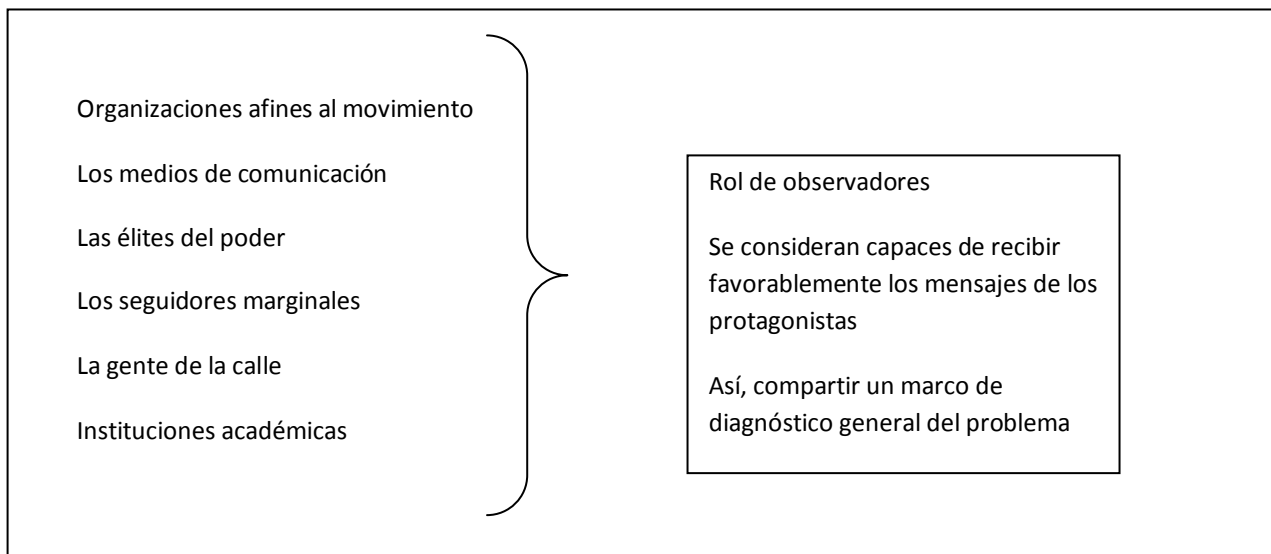 Organizaciones afines al movimiento
Los medios de comunicación
Las élites del poder
Los seguidores marginales
La gente de la calle
Instituciones académicas
Rol de observadores
Se consideran capaces de recibir
favorablemente los mensajes de los
protagonistas
Así, compartir un marco de
diagnóstico general del problema